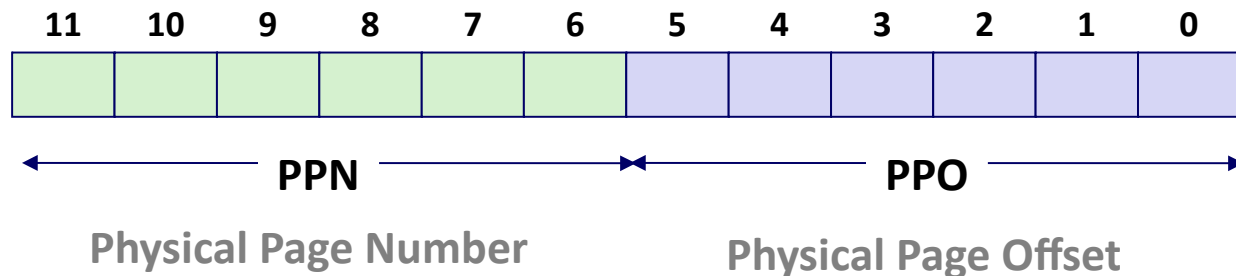 11 10 9 8 7 6 5 4 3 2 1 0
PPN PPO
Physical Page Number Physical Page Offset